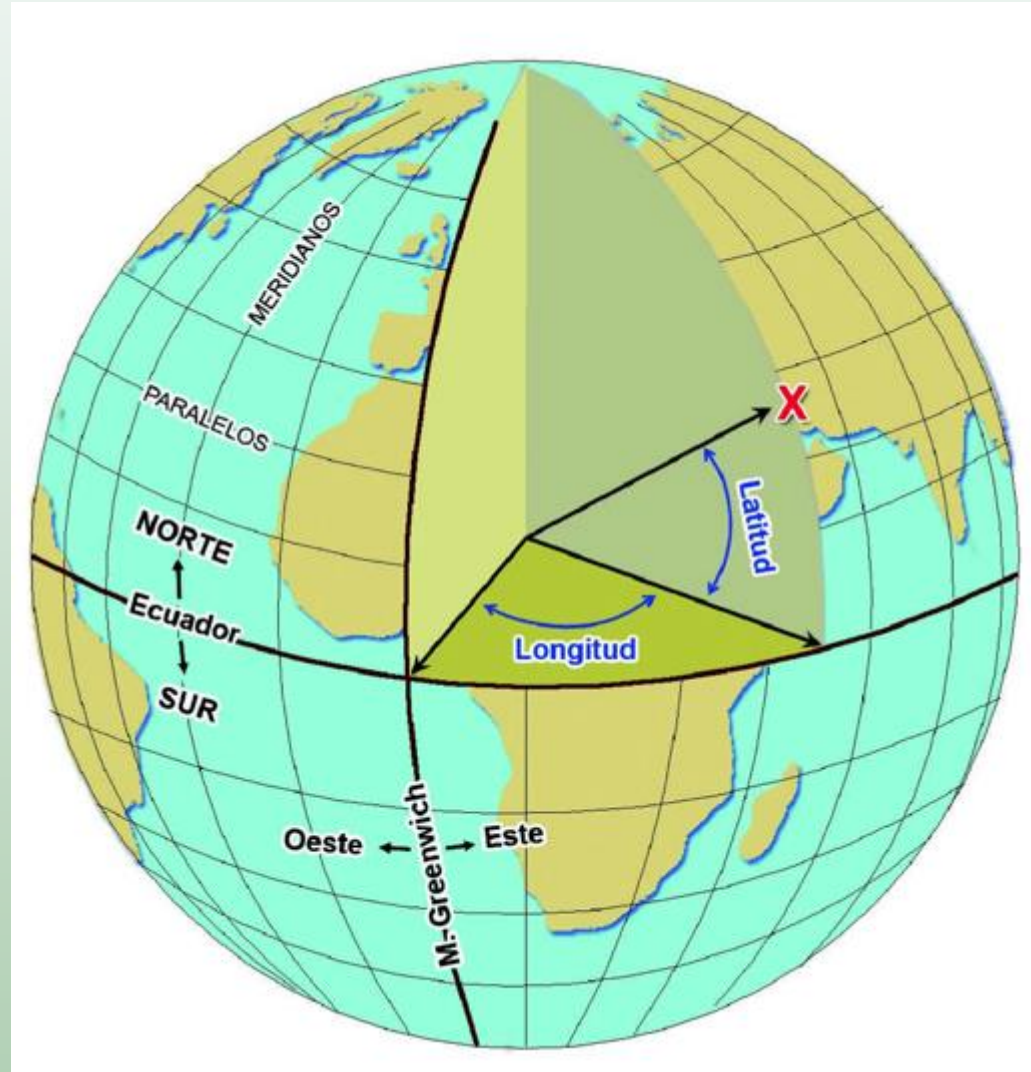 MERIDIANOS
PARALELOS
X
Latitud
NORTE
Ecuador
Longitud
SUR
Oeste
Este
M. Greenwich